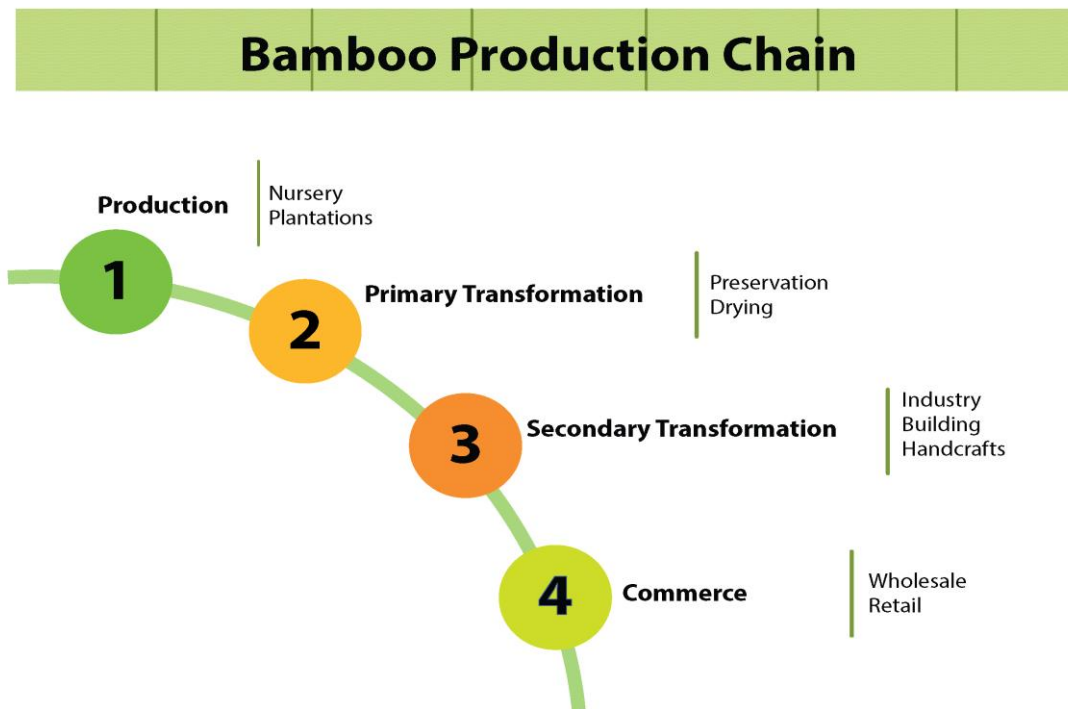 Bamboo Production Chain
Production
Nursery
Plantations
1
2
Primary Transformation
Preservation
Drying
3
Secondary Transformation
Industry
Building
Handcrafts
4
Commerce
Wholesale
Retail